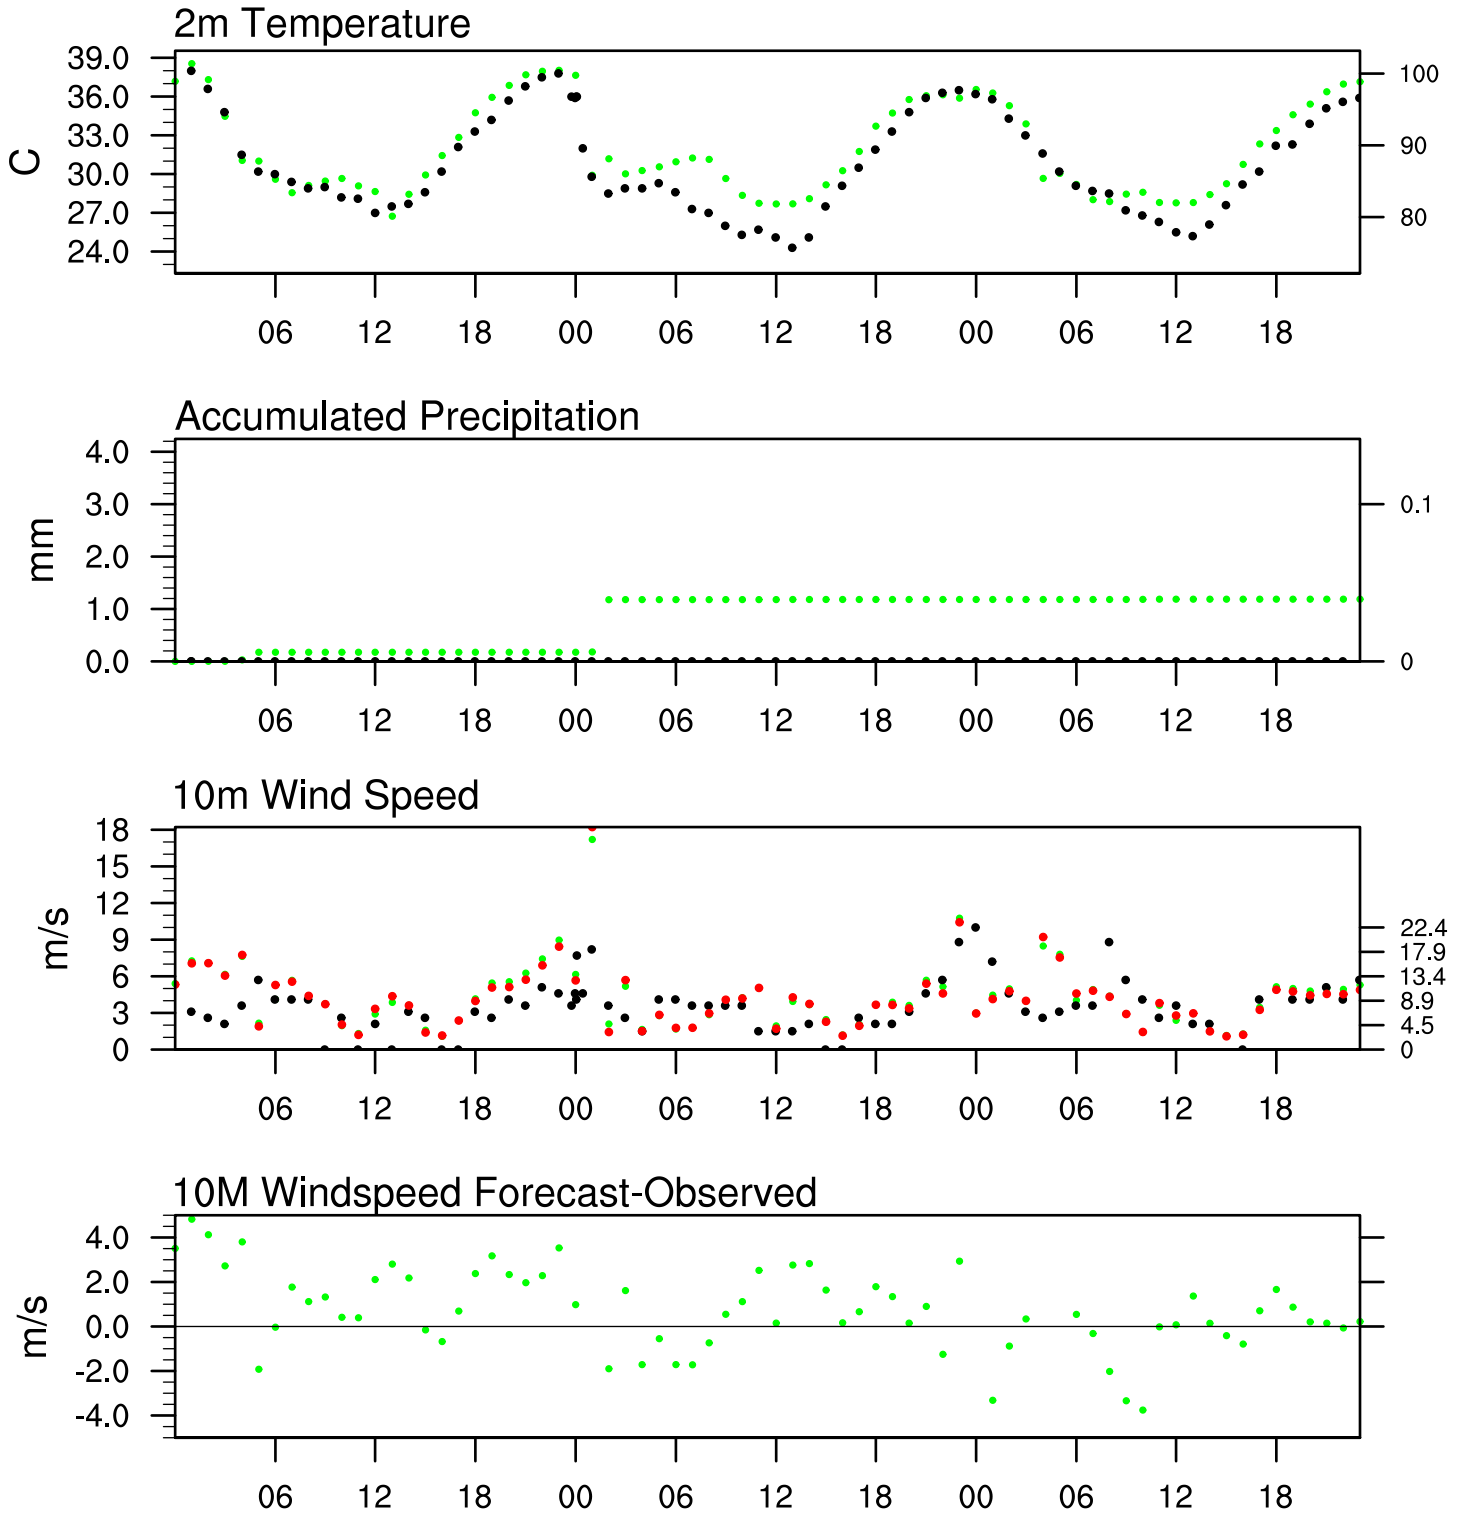 2m Temperature
39.0
36.0
33.0
30.0
27.0
24.0
C
100
90
80
06 12 18 00 06 12 18 00 06 12 18
Accumulated Precipitation
4.0
3.0
2.0
1.0
0.0
mm
0.1
0
06 12 18 00 06 12 18 00 06 12 18
10m Wind Speed
18
15
12
9
6
3
0
m/s
22.4
17.9
13.4
8.9
4.5
0
06 12 18 00 06 12 18 00 06 12 18
10M Windspeed Forecast-Observed
4.0
2.0
0.0
-2.0
-4.0
m/s
06 12 18 00 06 12 18 00 06 12 18